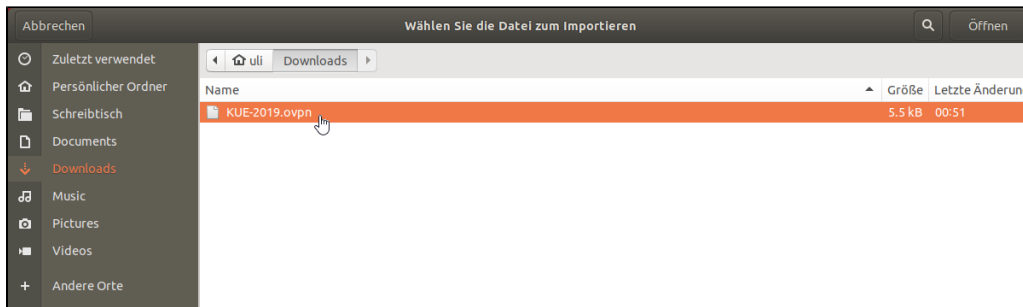 Abbrechen Wählen Sie die Datei zum Importieren Öffnen
Zuletzt verwendet
uli Downloads
Persönlicher Ordner
Name Größe Letzte Änderun
Schreibtisch
KUE-2019.ovpn 5.5 kB 00:51
Documents
Downloads
Music
Pictures
Videos
Andere Orte